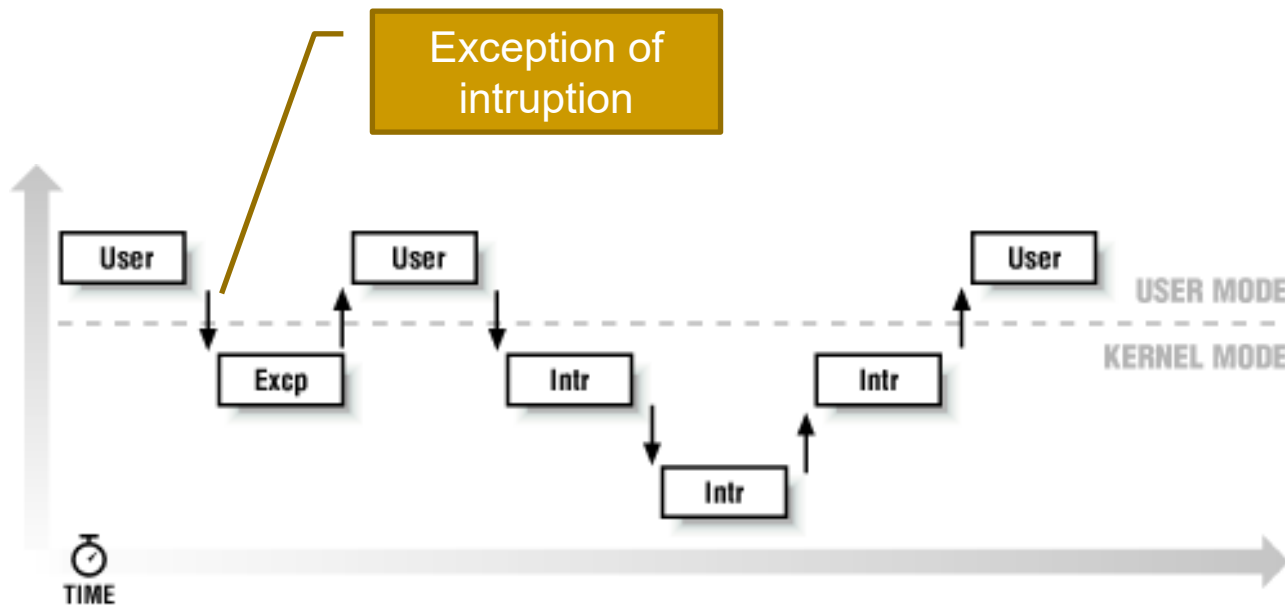 Exception of
intruption
User
User
User
USER MODE
KERNEL MODE
Excp
Intr
Intr
Intr
TIME